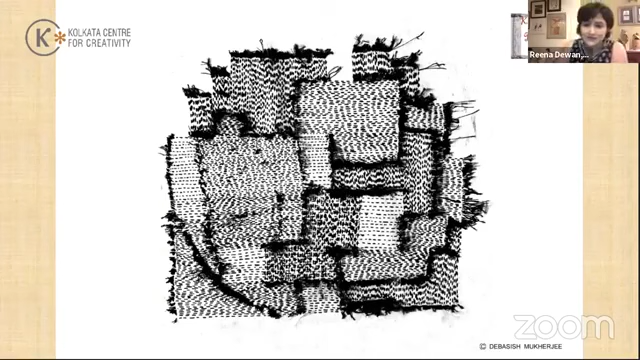 KOLKATA CENTRE
FOR CREATIVITY
Reena Dewan,...
zoom
© DEBASISH MUKHERJEE